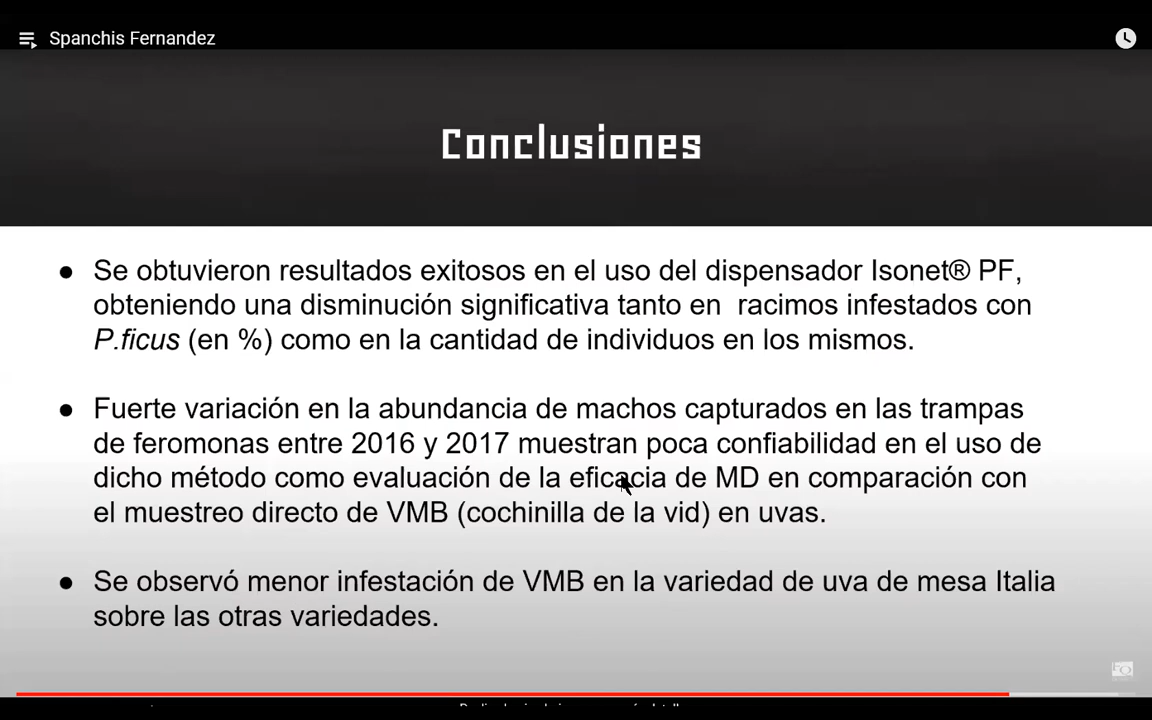 Spanchis Fernandez
Conclusiones
● Se obtuvieron resultados exitosos en el uso del dispensador Isonet® PF,
obteniendo una disminución significativa tanto en racimos infestados con
P.ficus (en %) como en la cantidad de individuos en los mismos.
● Fuerte variación en la abundancia de machos capturados en las trampas
de feromonas entre 2016 y 2017 muestran poca confiabilidad en el uso de
dicho método como evaluación de la eficacia de MD en comparación con
el muestreo directo de VMB (cochinilla de la vid) en uvas.
● Se observó menor infestación de VMB en la variedad de uva de mesa Italia
sobre las otras variedades.